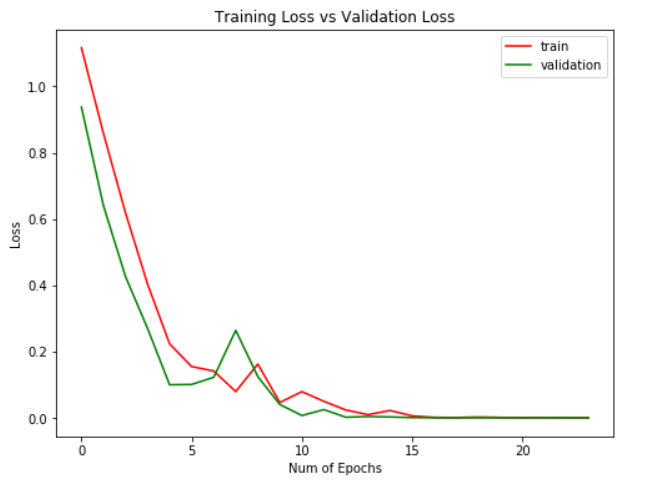 Training Loss vs Validation Loss
train
validation
1.0
0.8
0.6
0.4
0.2
0.0
Loss
0 5 10 15 20
Num of Epochs